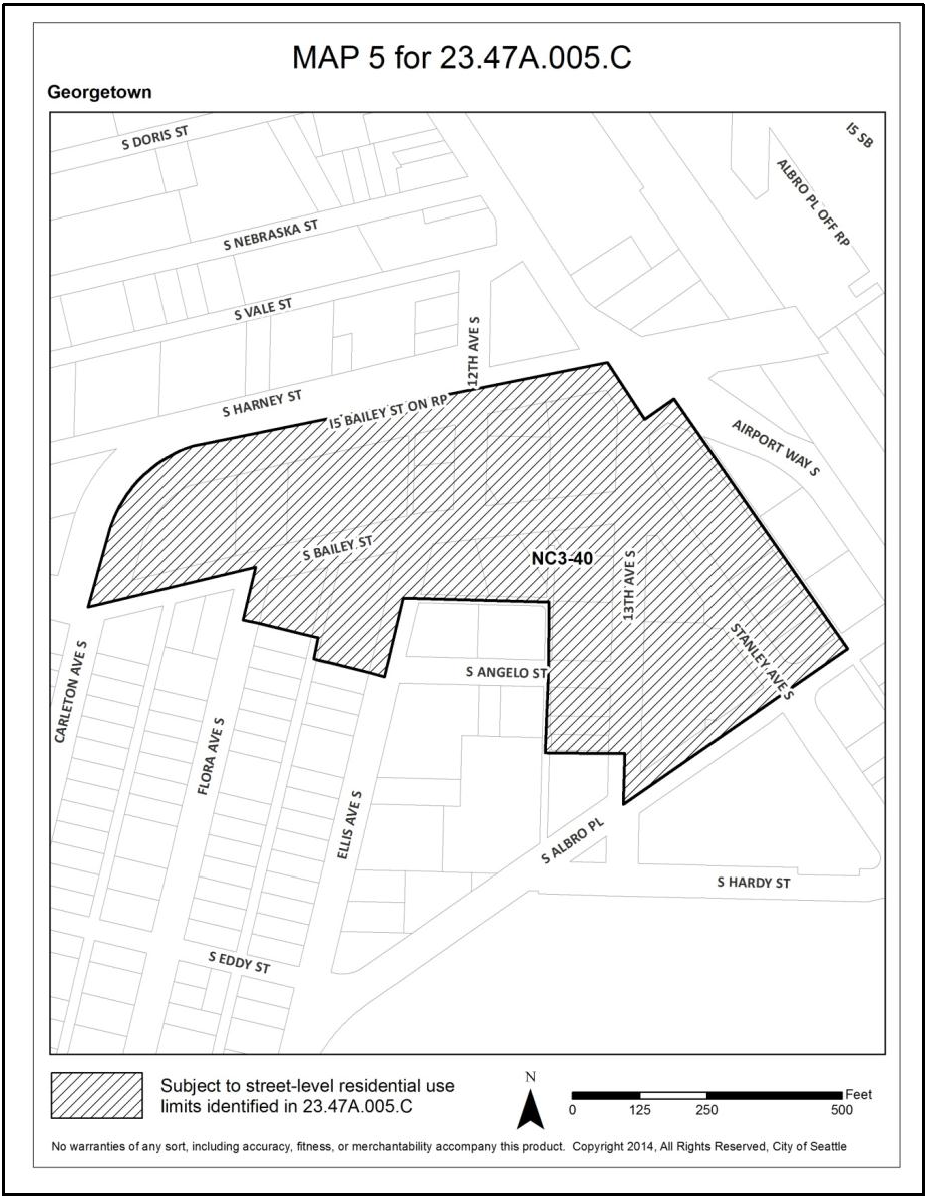 MAP 5 for 23.47A.005.C
Georgetown
I5 SB
S DORIS ST
ALBRO PL OFF RP
S NEBRASKA ST
S VALE ST
12TH AVE S
S HARNEY ST
I5 BAILEY ST ON RP
AIRPORT WAY S
S BAILEY ST
NC3-40
13TH AVE S
STANLEY AVE S
S ANGELO ST
CARLETON AVE S
FLORA AVE S
ELLIS AVE S
S ALBRO PL
S HARDY ST
S EDDY ST
Subject to street-level residential use
limits identified in 23.47A.005.C
N
Feet
0 125 250 500
No warranties of any sort, including accuracy, fitness, or merchantability accompany this product. Copyright 2014, All Rights Reserved, City of Seattle